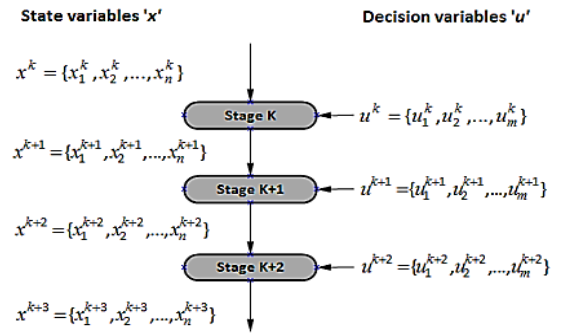 State variables 'x' Decision variables 'u'
x^k = {x_1^k, x_2^k, ..., x_n^k}
Stage K u^k = {u_1^k, u_2^k, ..., u_m^k}
x^{k+1} = {x_1^{k+1}, x_2^{k+1}, ..., x_n^{k+1}}
Stage K+1 u^{k+1} = {u_1^{k+1}, u_2^{k+1}, ..., u_m^{k+1}}
x^{k+2} = {x_1^{k+2}, x_2^{k+2}, ..., x_n^{k+2}}
Stage K+2 u^{k+2} = {u_1^{k+2}, u_2^{k+2}, ..., u_m^{k+2}}
x^{k+3} = {x_1^{k+3}, x_2^{k+3}, ..., x_n^{k+3}}